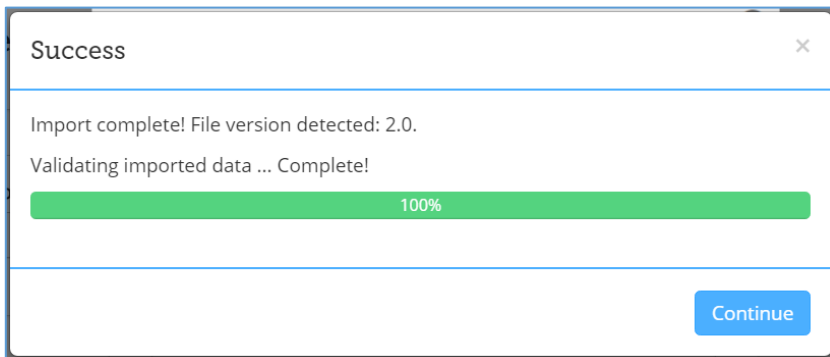 Success
×
Import complete! File version detected: 2.0.
Validating imported data ... Complete!
100%
Continue